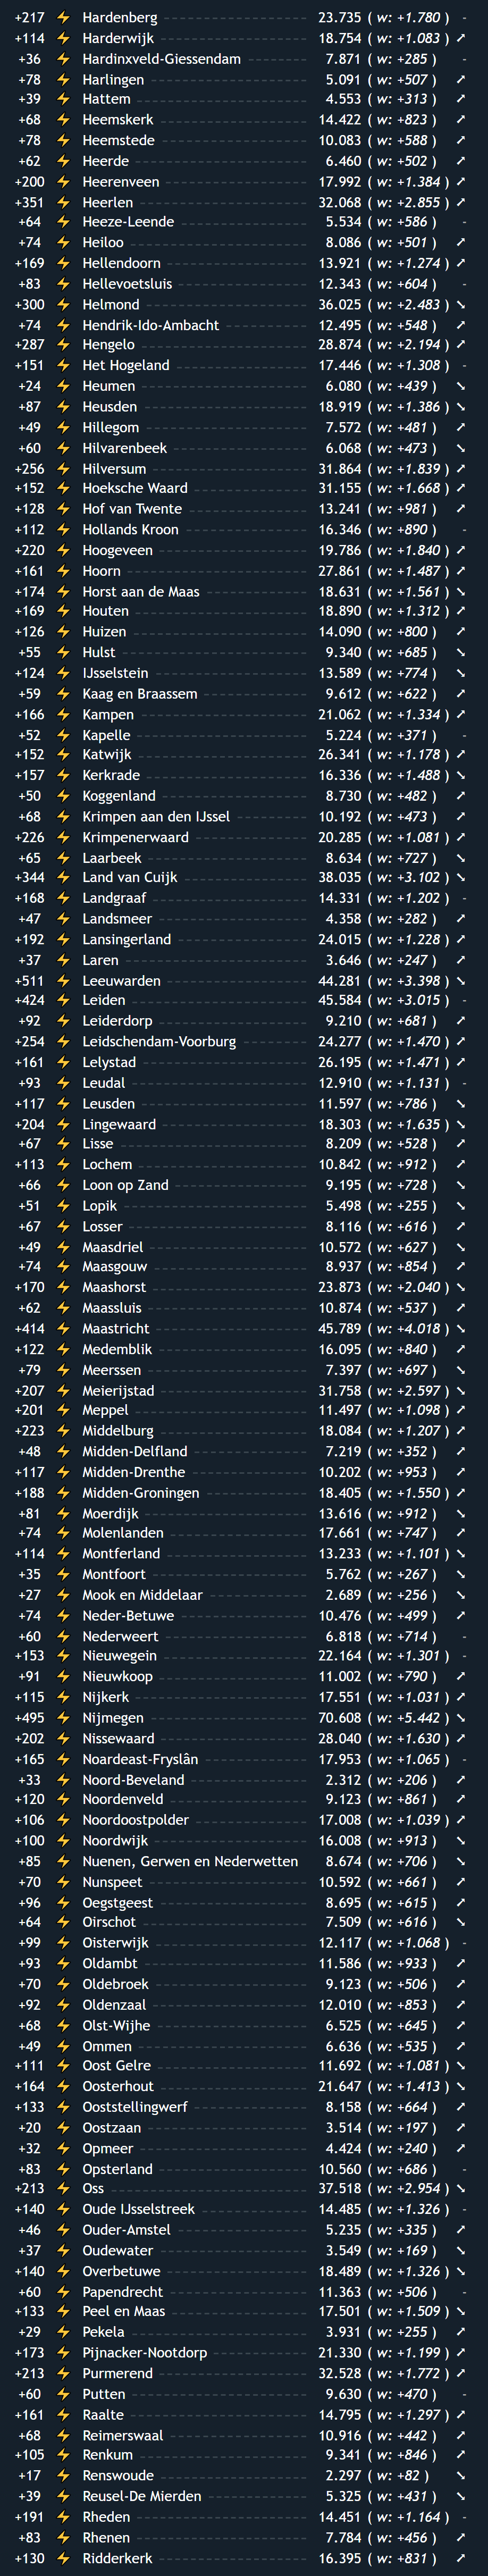 +217 ⚡ Hardenberg 23.735 ( w: +1.780 ) ↗
+114 ⚡ Harderwijk 18.754 ( w: +1.083 ) ↗
+36 ⚡ Hardinxveld-Giessendam 7.871 ( w: +285 ) -
+78 ⚡ Harlingen 5.091 ( w: +507 ) ↗
+39 ⚡ Hattem 4.553 ( w: +313 ) ↗
+68 ⚡ Heemskerk 14.422 ( w: +823 ) ↗
+78 ⚡ Heemstede 10.083 ( w: +588 ) ↗
+62 ⚡ Heerde 6.460 ( w: +502 ) ↗
+200 ⚡ Heerenveen 17.992 ( w: +1.384 ) ↗
+351 ⚡ Heerlen 32.068 ( w: +2.855 ) ↗
+64 ⚡ Heeze-Leende 5.534 ( w: +586 ) -
+74 ⚡ Heiloo 8.086 ( w: +501 ) ↗
+169 ⚡ Hellendoorn 13.921 ( w: +1.274 ) ↗
+83 ⚡ Hellevoetsluis 12.343 ( w: +604 ) -
+300 ⚡ Helmond 36.025 ( w: +2.483 ) ↘
+74 ⚡ Hendrik-Ido-Ambacht 12.495 ( w: +548 ) ↗
+287 ⚡ Hengelo 28.874 ( w: +2.194 ) ↗
+151 ⚡ Het Hogeland 17.446 ( w: +1.308 ) -
+24 ⚡ Heumen 6.080 ( w: +439 ) ↘
+87 ⚡ Heusden 18.919 ( w: +1.386 ) ↘
+49 ⚡ Hillegom 7.572 ( w: +481 ) ↗
+60 ⚡ Hilvarenbeek 6.068 ( w: +473 ) ↘
+256 ⚡ Hilversum 31.864 ( w: +1.839 ) ↗
+152 ⚡ Hoeksche Waard 31.155 ( w: +1.668 ) ↗
+128 ⚡ Hof van Twente 13.241 ( w: +981 ) ↗
+112 ⚡ Hollands Kroon 16.346 ( w: +890 ) -
+220 ⚡ Hoogeveen 19.786 ( w: +1.840 ) ↗
+161 ⚡ Hoorn 27.861 ( w: +1.487 ) ↗
+174 ⚡ Horst aan de Maas 18.631 ( w: +1.561 ) ↘
+169 ⚡ Houten 18.890 ( w: +1.312 ) ↗
+126 ⚡ Huizen 14.090 ( w: +800 ) ↗
+55 ⚡ Hulst 9.340 ( w: +685 ) ↘
+124 ⚡ IJsselstein 13.589 ( w: +774 ) ↗
+59 ⚡ Kaag en Braassem 9.612 ( w: +622 ) ↗
+166 ⚡ Kampen 21.062 ( w: +1.334 ) ↗
+52 ⚡ Kapelle 5.224 ( w: +371 ) -
+152 ⚡ Katwijk 26.341 ( w: +1.178 ) ↗
+157 ⚡ Kerkrade 16.336 ( w: +1.488 ) ↘
+50 ⚡ Koggenland 8.730 ( w: +482 ) ↗
+68 ⚡ Krimpen aan den IJssel 10.192 ( w: +473 ) ↗
+226 ⚡ Krimpenerwaard 20.285 ( w: +1.081 ) ↗
+65 ⚡ Laarbeek 8.634 ( w: +727 ) ↘
+344 ⚡ Land van Cuijk 38.035 ( w: +3.102 ) ↘
+168 ⚡ Landgraaf 14.331 ( w: +1.202 ) -
+47 ⚡ Landsmeer 4.358 ( w: +282 ) ↗
+192 ⚡ Lansingerland 24.015 ( w: +1.228 ) ↗
+37 ⚡ Laren 3.646 ( w: +247 ) ↗
+511 ⚡ Leeuwarden 44.281 ( w: +3.398 ) ↘
+424 ⚡ Leiden 45.584 ( w: +3.015 ) -
+92 ⚡ Leiderdorp 9.210 ( w: +681 ) ↗
+254 ⚡ Leidschendam-Voorburg 24.277 ( w: +1.470 ) ↗
+161 ⚡ Lelystad 26.195 ( w: +1.471 ) ↗
+93 ⚡ Leudal 12.910 ( w: +1.131 ) -
+117 ⚡ Leusden 11.597 ( w: +786 ) ↘
+204 ⚡ Lingewaard 18.303 ( w: +1.635 ) ↘
+67 ⚡ Lisse 8.209 ( w: +528 ) ↗
+113 ⚡ Lochem 10.842 ( w: +912 ) ↗
+66 ⚡ Loon op Zand 9.195 ( w: +728 ) ↘
+51 ⚡ Lopik 5.498 ( w: +255 ) ↘
+67 ⚡ Losser 8.116 ( w: +616 ) ↗
+49 ⚡ Maasdriel 10.572 ( w: +627 ) ↘
+74 ⚡ Maasgouw 8.937 ( w: +854 ) ↗
+170 ⚡ Maashorst 23.873 ( w: +2.040 ) ↘
+62 ⚡ Maassluis 10.874 ( w: +537 ) ↗
+414 ⚡ Maastricht 45.789 ( w: +4.018 ) ↘
+122 ⚡ Medemblik 16.095 ( w: +840 ) ↗
+79 ⚡ Meerssen 7.397 ( w: +697 ) ↘
+207 ⚡ Meierijstad 31.758 ( w: +2.597 ) ↘
+201 ⚡ Meppel 11.497 ( w: +1.098 ) ↗
+223 ⚡ Middelburg 18.084 ( w: +1.207 ) ↗
+48 ⚡ Midden-Delfland 7.219 ( w: +352 ) ↗
+117 ⚡ Midden-Drenthe 10.202 ( w: +953 ) ↗
+188 ⚡ Midden-Groningen 18.405 ( w: +1.550 ) ↗
+81 ⚡ Moerdijk 13.616 ( w: +912 ) ↘
+74 ⚡ Molenlanden 17.661 ( w: +747 ) ↗
+114 ⚡ Montferland 13.233 ( w: +1.101 ) ↘
+35 ⚡ Montfoort 5.762 ( w: +267 ) ↘
+27 ⚡ Mook en Middelaar 2.689 ( w: +256 ) ↘
+74 ⚡ Neder-Betuwe 10.476 ( w: +499 ) ↗
+60 ⚡ Nederweert 6.818 ( w: +714 ) -
+153 ⚡ Nieuwegein 22.164 ( w: +1.301 ) -
+91 ⚡ Nieuwkoop 11.002 ( w: +790 ) ↗
+115 ⚡ Nijkerk 17.551 ( w: +1.031 ) ↗
+495 ⚡ Nijmegen 70.608 ( w: +5.442 ) ↘
+202 ⚡ Nissewaard 28.040 ( w: +1.630 ) ↗
+165 ⚡ Noardeast-Fryslân 17.953 ( w: +1.065 ) -
+33 ⚡ Noord-Beveland 2.312 ( w: +206 ) ↗
+120 ⚡ Noordenveld 9.123 ( w: +861 ) ↗
+106 ⚡ Noordoostpolder 17.008 ( w: +1.039 ) ↗
+100 ⚡ Noordwijk 16.008 ( w: +913 ) ↘
+85 ⚡ Nuenen, Gerwen en Nederwetten 8.674 ( w: +706 ) ↘
+70 ⚡ Nunspeet 10.592 ( w: +661 ) ↗
+96 ⚡ Oegstgeest 8.695 ( w: +615 ) ↗
+64 ⚡ Oirschot 7.509 ( w: +616 ) ↘
+99 ⚡ Oisterwijk 12.117 ( w: +1.068 ) -
+93 ⚡ Oldambt 11.586 ( w: +933 ) ↗
+70 ⚡ Oldebroek 9.123 ( w: +506 ) ↗
+92 ⚡ Oldenzaal 12.010 ( w: +853 ) ↗
+68 ⚡ Olst-Wijhe 6.525 ( w: +645 ) ↗
+49 ⚡ Ommen 6.636 ( w: +535 ) ↗
+111 ⚡ Oost Gelre 11.692 ( w: +1.081 ) ↘
+164 ⚡ Oosterhout 21.647 ( w: +1.413 ) ↘
+133 ⚡ Ooststellingwerf 8.158 ( w: +664 ) ↗
+20 ⚡ Oostzaan 3.514 ( w: +197 ) ↗
+32 ⚡ Opmeer 4.424 ( w: +240 ) ↗
+83 ⚡ Opsterland 10.560 ( w: +686 ) -
+213 ⚡ Oss 37.518 ( w: +2.954 ) ↘
+140 ⚡ Oude IJsselstreek 14.485 ( w: +1.326 ) -
+46 ⚡ Ouder-Amstel 5.235 ( w: +335 ) ↗
+37 ⚡ Oudewater 3.549 ( w: +169 ) ↘
+140 ⚡ Overbetuwe 18.489 ( w: +1.326 ) ↘
+60 ⚡ Papendrecht 11.363 ( w: +506 ) -
+133 ⚡ Peel en Maas 17.501 ( w: +1.509 ) ↘
+29 ⚡ Pekela 3.931 ( w: +255 ) ↗
+173 ⚡ Pijnacker-Nootdorp 21.330 ( w: +1.199 ) ↗
+213 ⚡ Purmerend 32.528 ( w: +1.772 ) ↗
+60 ⚡ Putten 9.630 ( w: +470 ) -
+161 ⚡ Raalte 14.795 ( w: +1.297 ) ↗
+68 ⚡ Reimerswaal 10.916 ( w: +442 ) ↗
+105 ⚡ Renkum 9.341 ( w: +846 ) ↗
+17 ⚡ Renswoude 2.297 ( w: +82 ) ↘
+39 ⚡ Reusel-De Mierden 5.325 ( w: +431 ) ↘
+191 ⚡ Rheden 14.451 ( w: +1.164 ) -
+83 ⚡ Rhenen 7.784 ( w: +456 ) ↗
+130 ⚡ Ridderkerk 16.395 ( w: +831 ) ↗